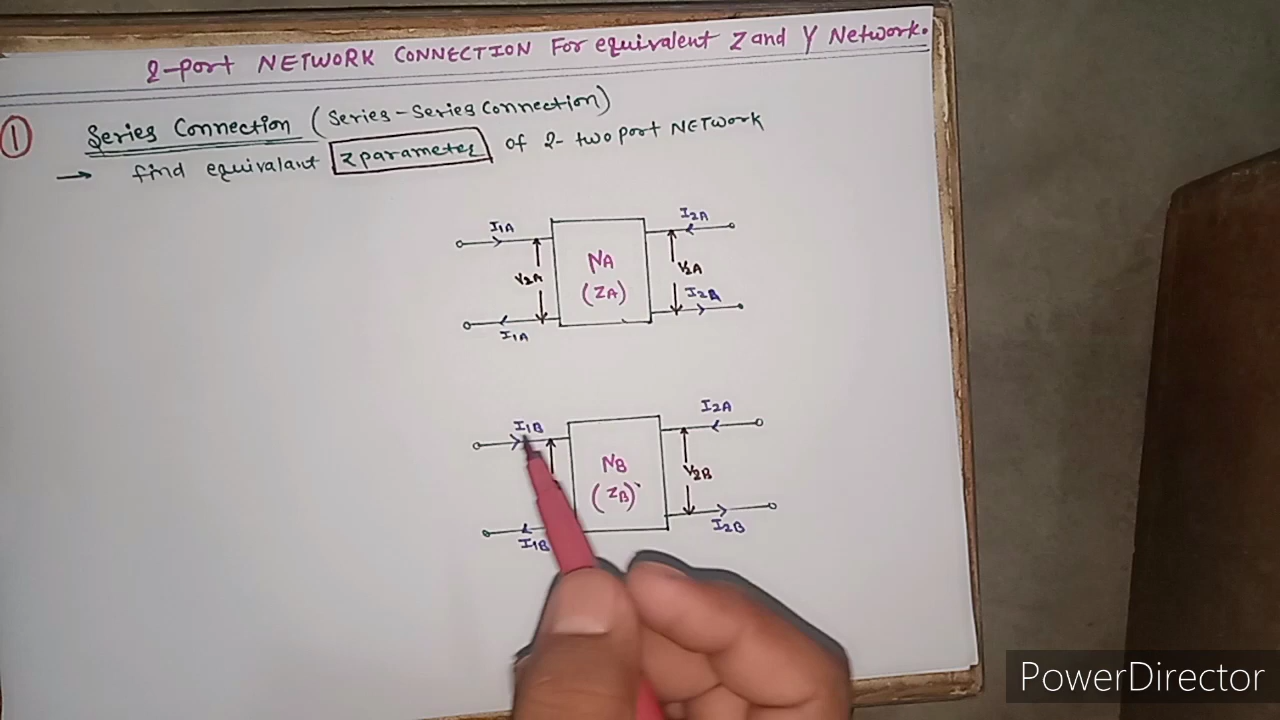 2-port NETWORK CONNECTION For equivalent Z and Y Network.
1 Series Connection (Series-Series Connection)
→ find equivalant Z parameter of 2- two port NETWORK
I1A I2A
NA
V2A V2A
(ZA) I2A
I1A
I2A
I1B
NB
V2B
(ZB)
I2B
I1B
PowerDirector